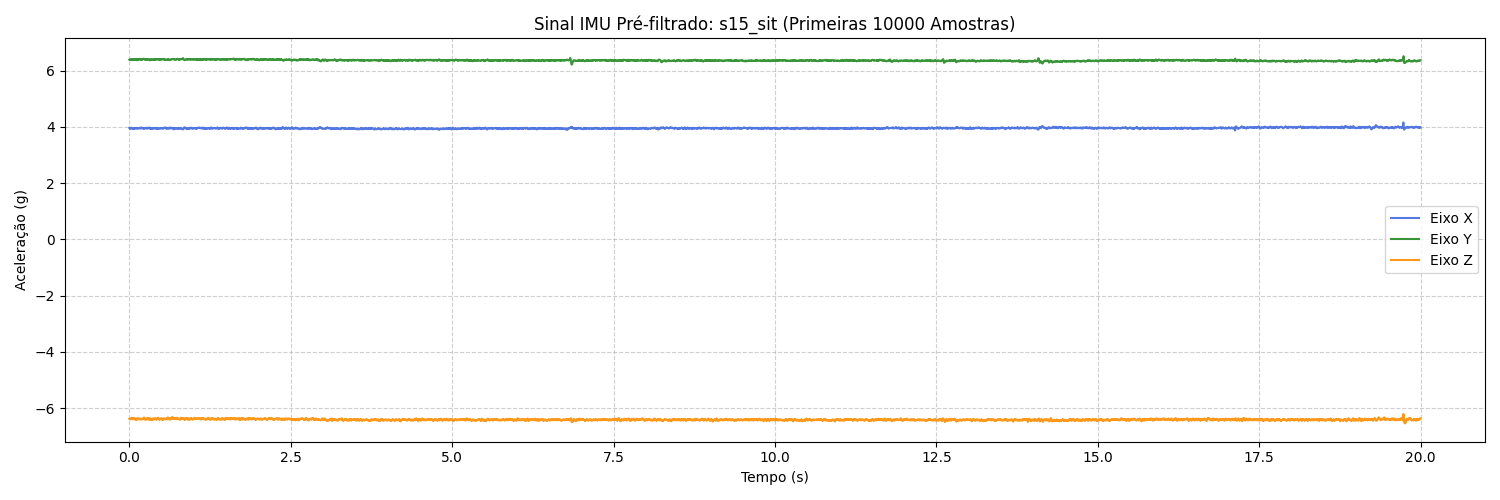 Sinal IMU Pré-filtrado: s15_sit (Primeiras 10000 Amostras)
Aceleração (g)
6
4
2
0
−2
−4
−6
Eixo X
Eixo Y
Eixo Z
0.0 2.5 5.0 7.5 10.0 12.5 15.0 17.5 20.0
Tempo (s)